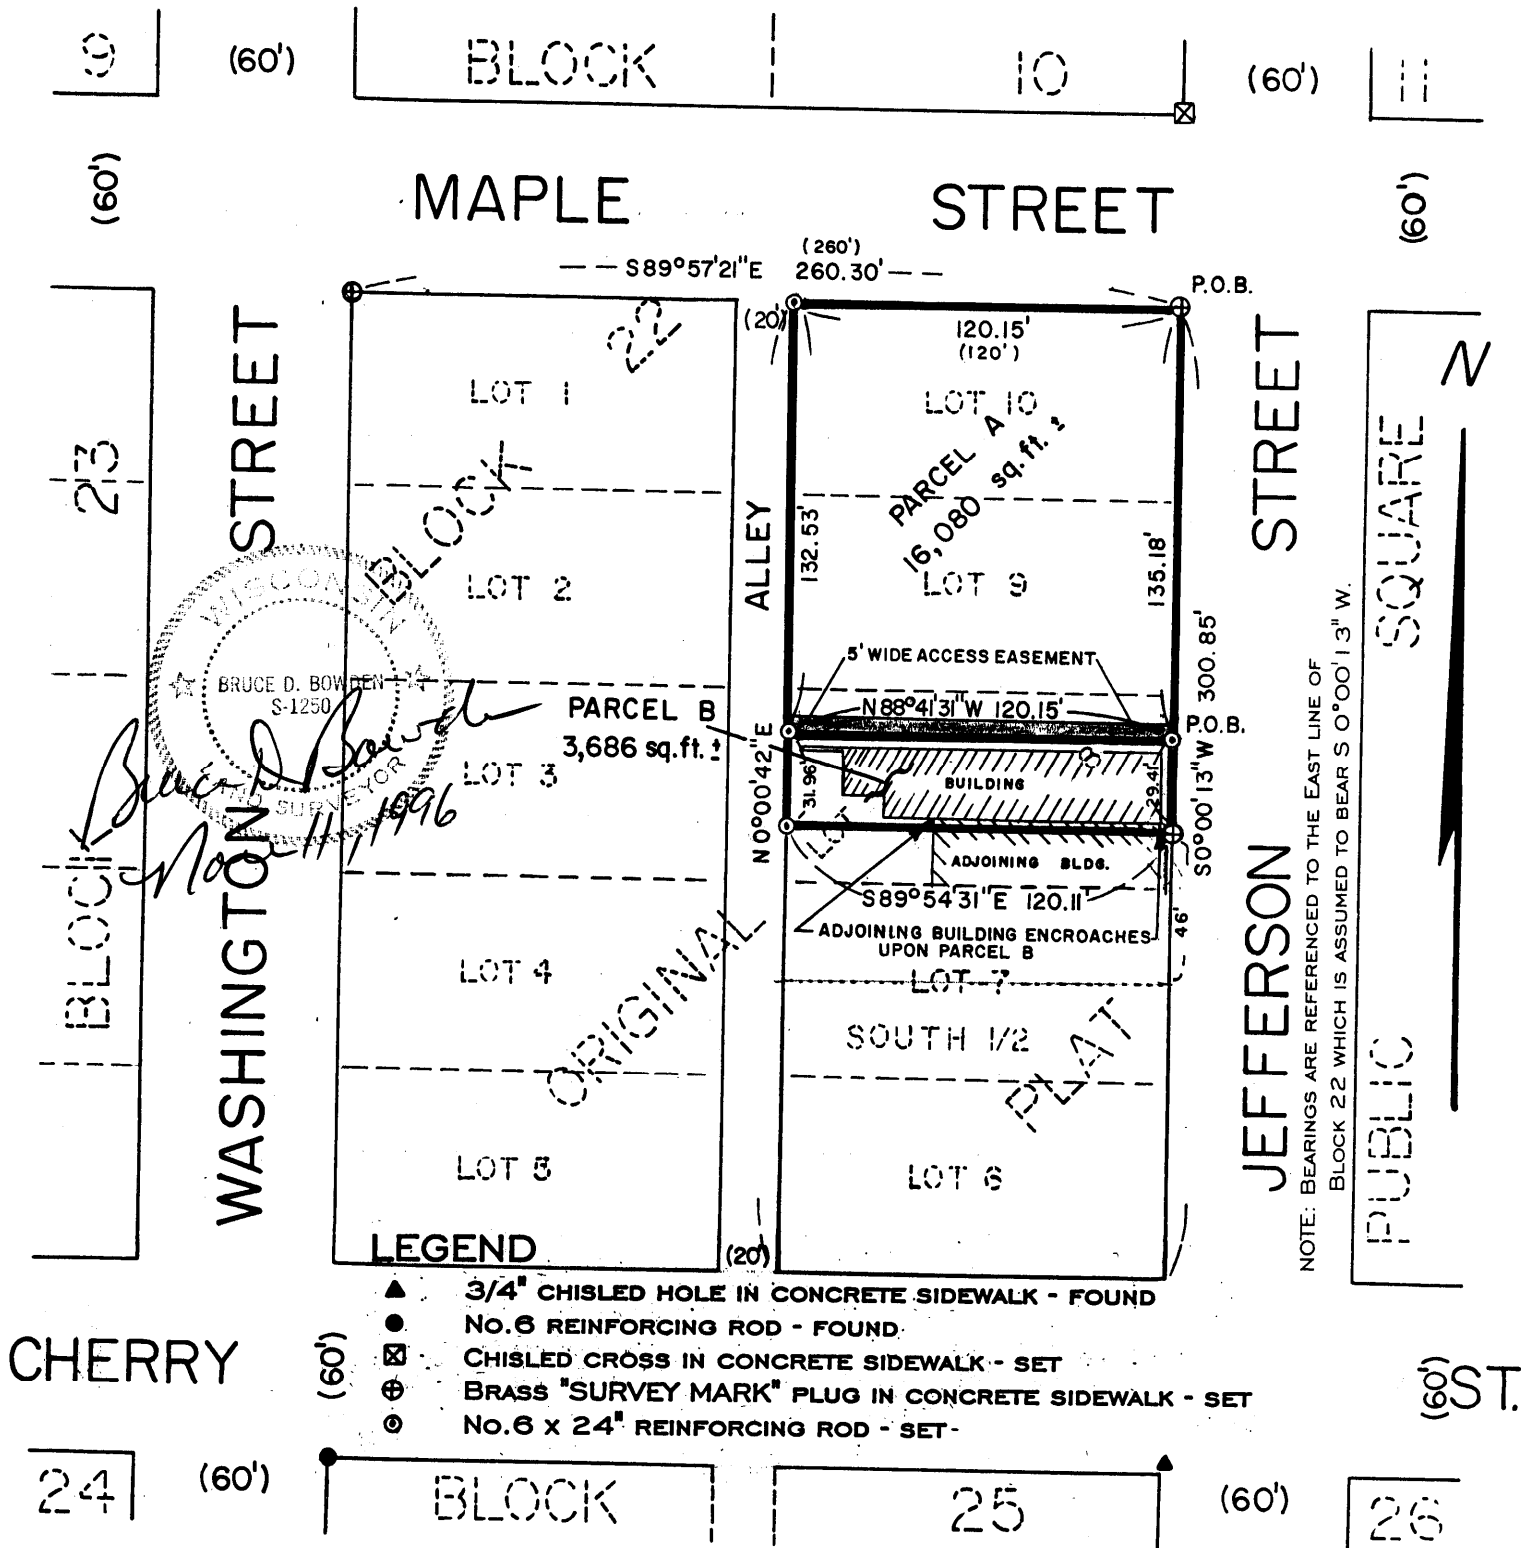 9
(60')
BLOCK
10
(60')
11
(60')
MAPLE STREET
(60')
(260')
S89°57'21"E 260.30'
P.O.B.
(20')
120.15'
(120')
22
LOT 1
LOT 10
PARCEL A
16,080 sq. ft. ±
N
STREET
STREET
SQUARE
23
BLOCK
ALLEY
132.53'
135.18'
LOT 2
LOT 9
WISCONSIN
BRUCE D. BOWDEN
S-1250
LAND SURVEYOR
Bruce D Bowden
Nov 11, 1996
5' WIDE ACCESS EASEMENT
N88°41'31"W 120.15'
P.O.B.
300.85'
PARCEL B
3,686 sq.ft. ±
LOT 3
N0°00'42"E
31.96'
BUILDING
29.41'
S0°00'13"W
LOT
8
ADJOINING BLDG.
S89°54'31"E 120.11'
46'
ADJOINING BUILDING ENCROACHES
UPON PARCEL B
BLOCK
WASHINGTON
LOT 4
ORIGINAL
LOT 7
SOUTH 1/2
PLAT
JEFFERSON
NOTE: BEARINGS ARE REFERENCED TO THE EAST LINE OF
BLOCK 22 WHICH IS ASSUMED TO BEAR S 0°00'13" W.
PUBLIC
LOT 5
LOT 6
(20')
LEGEND
3/4" CHISLED HOLE IN CONCRETE SIDEWALK - FOUND
No.6 REINFORCING ROD - FOUND
CHISLED CROSS IN CONCRETE SIDEWALK - SET
BRASS "SURVEY MARK" PLUG IN CONCRETE SIDEWALK - SET
No.6 x 24" REINFORCING ROD - SET -
CHERRY
(60')
(60')
ST.
24
(60')
BLOCK
25
(60')
26